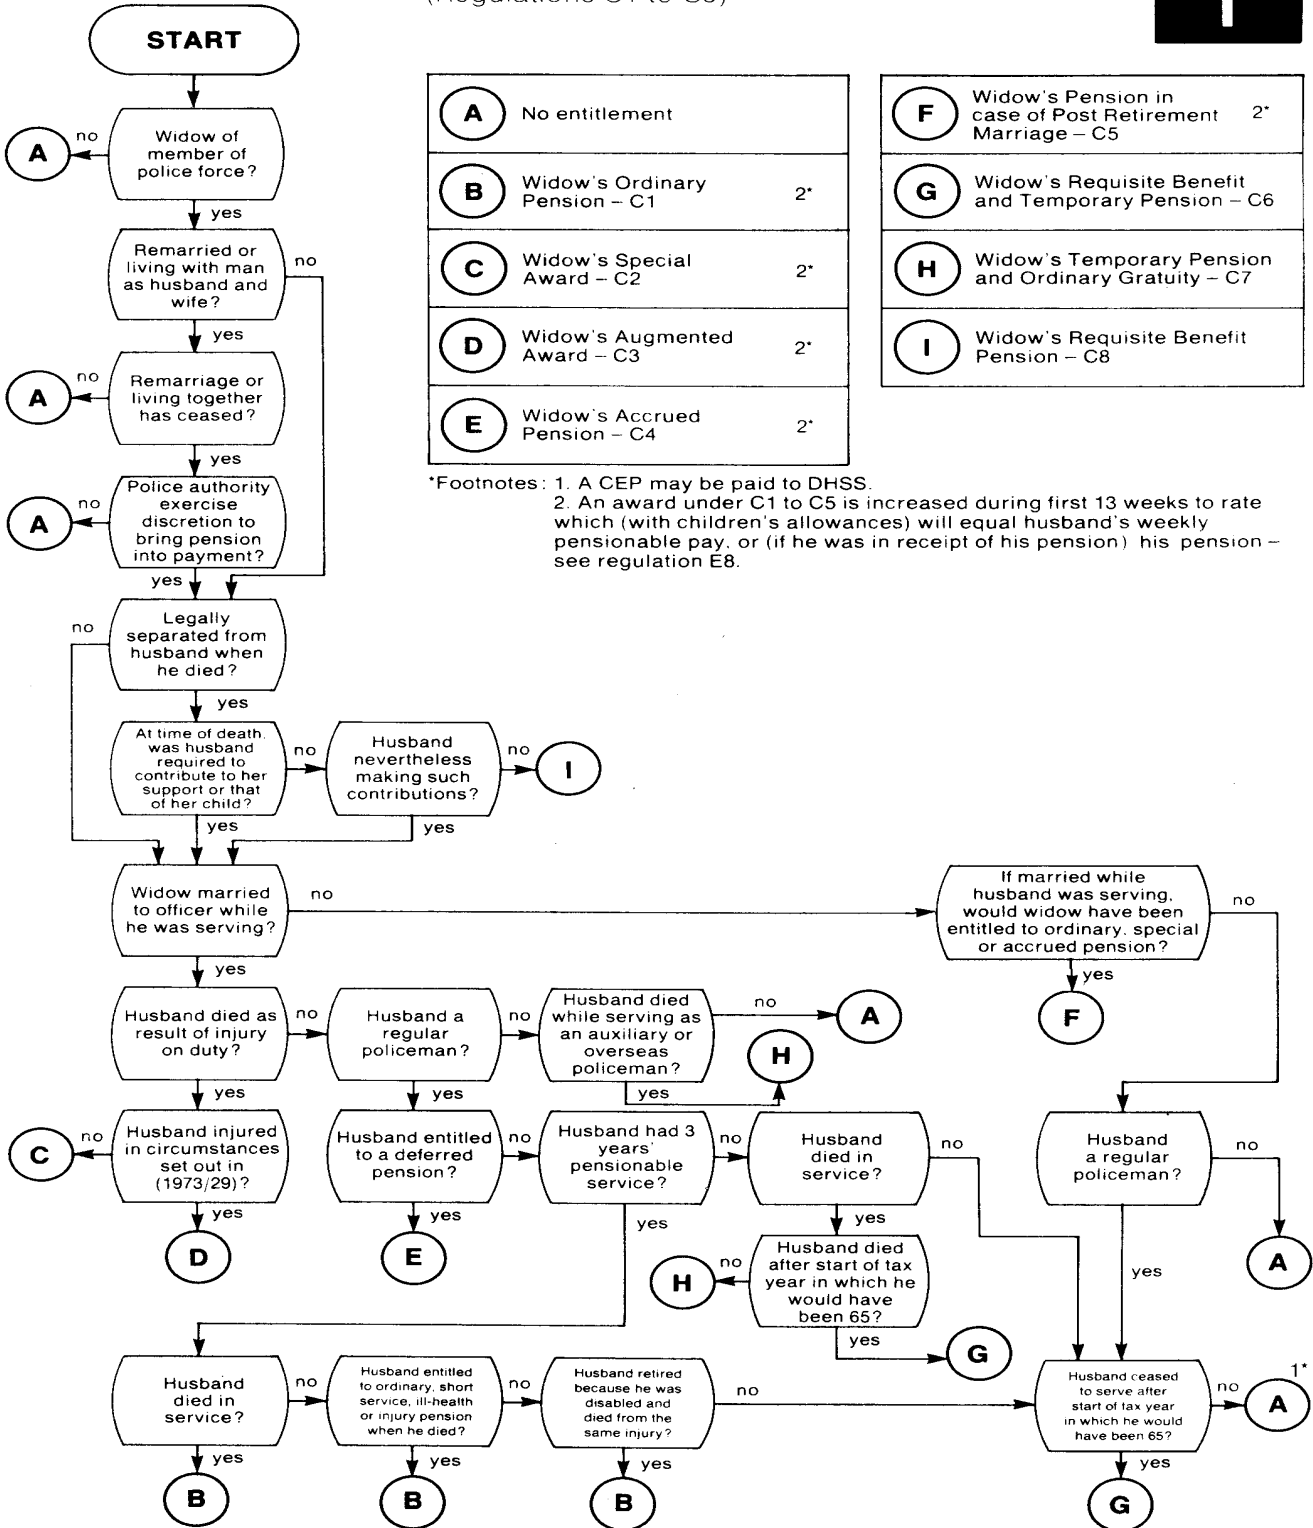 START
Widow of
member of
police force?
no
A
yes
Remarried or
living with man
as husband and
wife?
no
yes
Remarriage or
living together
has ceased?
no
A
yes
Police authority
exercise
discretion to
bring pension
into payment?
no
A
yes
A No entitlement
B Widow's Ordinary
Pension – C1 2*
C Widow's Special
Award – C2 2*
D Widow's Augmented
Award – C3 2*
E Widow's Accrued
Pension – C4 2*
F Widow's Pension in
case of Post Retirement 2*
Marriage – C5
G Widow's Requisite Benefit
and Temporary Pension – C6
H Widow's Temporary Pension
and Ordinary Gratuity – C7
I Widow's Requisite Benefit
Pension – C8
*Footnotes: 1. A CEP may be paid to DHSS.
2. An award under C1 to C5 is increased during first 13 weeks to rate
which (with children's allowances) will equal husband's weekly
pensionable pay, or (if he was in receipt of his pension) his pension –
see regulation E8.
Legally
separated from
husband when
he died?
no
yes
At time of death,
was husband
required to
contribute to her
support or that
of her child?
no
yes
Husband
nevertheless
making such
contributions?
no
I
yes
Widow married
to officer while
he was serving?
no
yes
If married while
husband was serving,
would widow have been
entitled to ordinary, special
or accrued pension?
no
yes
F
Husband died as
result of injury
on duty?
no
yes
Husband a
regular
policeman?
no
yes
Husband died
while serving as
an auxiliary or
overseas
policeman?
no
A
yes
H
Husband injured
in circumstances
set out in
(1973/29)?
no
C
yes
D
Husband entitled
to a deferred
pension?
no
yes
E
Husband had 3
years'
pensionable
service?
no
yes
Husband
died in
service?
no
yes
Husband
a regular
policeman?
no
A
yes
Husband died
after start of tax
year in which he
would have
been 65?
no
H
yes
G
Husband
died in
service?
no
yes
B
Husband entitled
to ordinary, short
service, ill-health
or injury pension
when he died?
no
yes
B
Husband retired
because he was
disabled and
died from the
same injury?
no
yes
B
Husband ceased
to serve after
start of tax year
in which he would
have been 65?
no
1*
A
yes
G